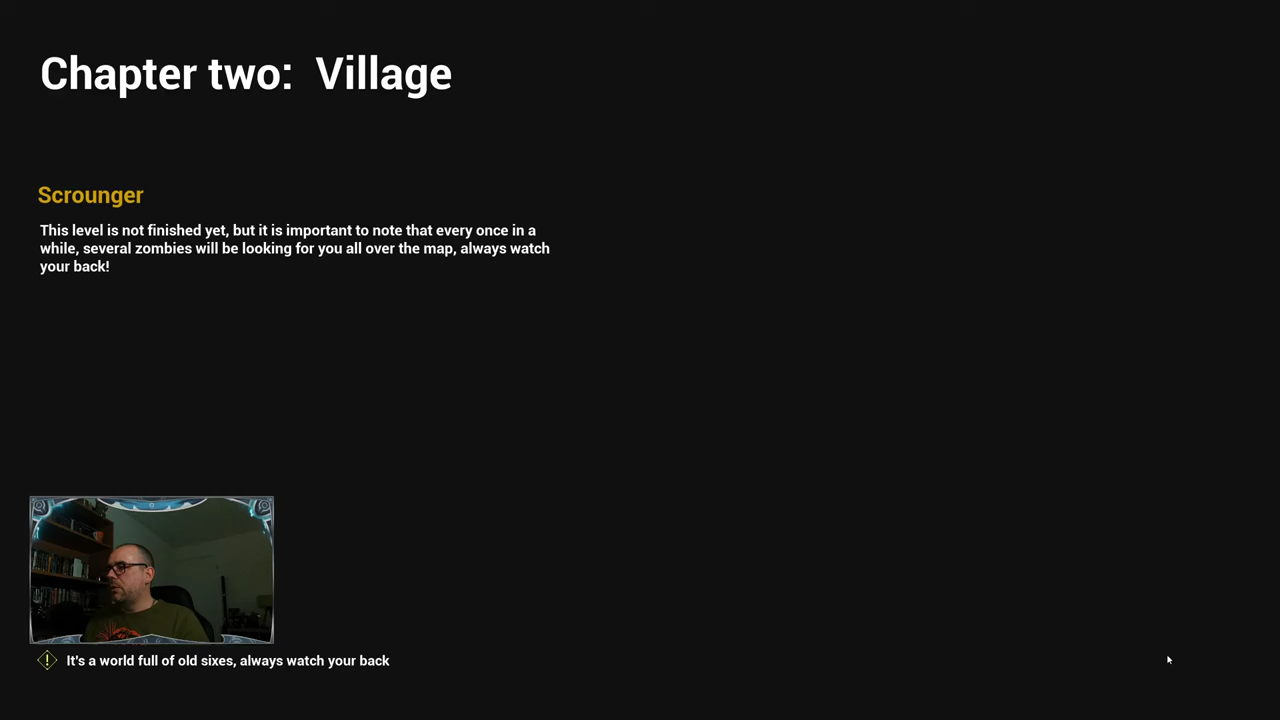 Chapter two:  Village
Scrounger
This level is not finished yet, but it is important to note that every once in a
while, several zombies will be looking for you all over the map, always watch
your back!
It's a world full of old sixes, always watch your back